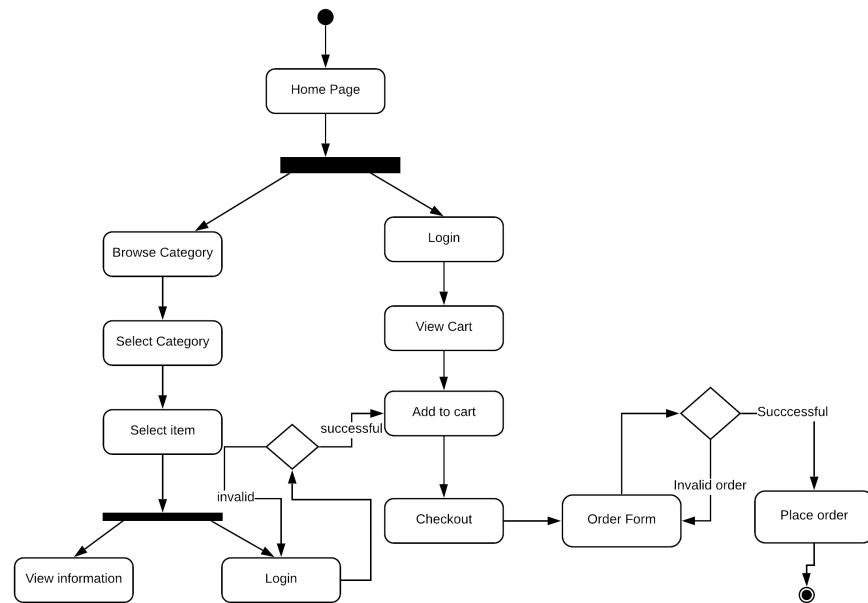 Home Page
Browse Category
Login
Select Category
View Cart
Select item
successful
Add to cart
Succcessful
invalid
Invalid order
Checkout
Order Form
Place order
View information
Login